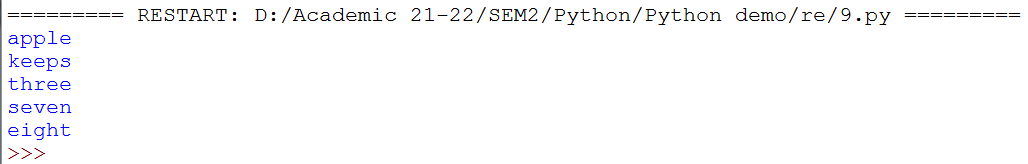 ========= RESTART: D:/Academic 21-22/SEM2/Python/Python demo/re/9.py =========
apple
keeps
three
seven
eight
>>>